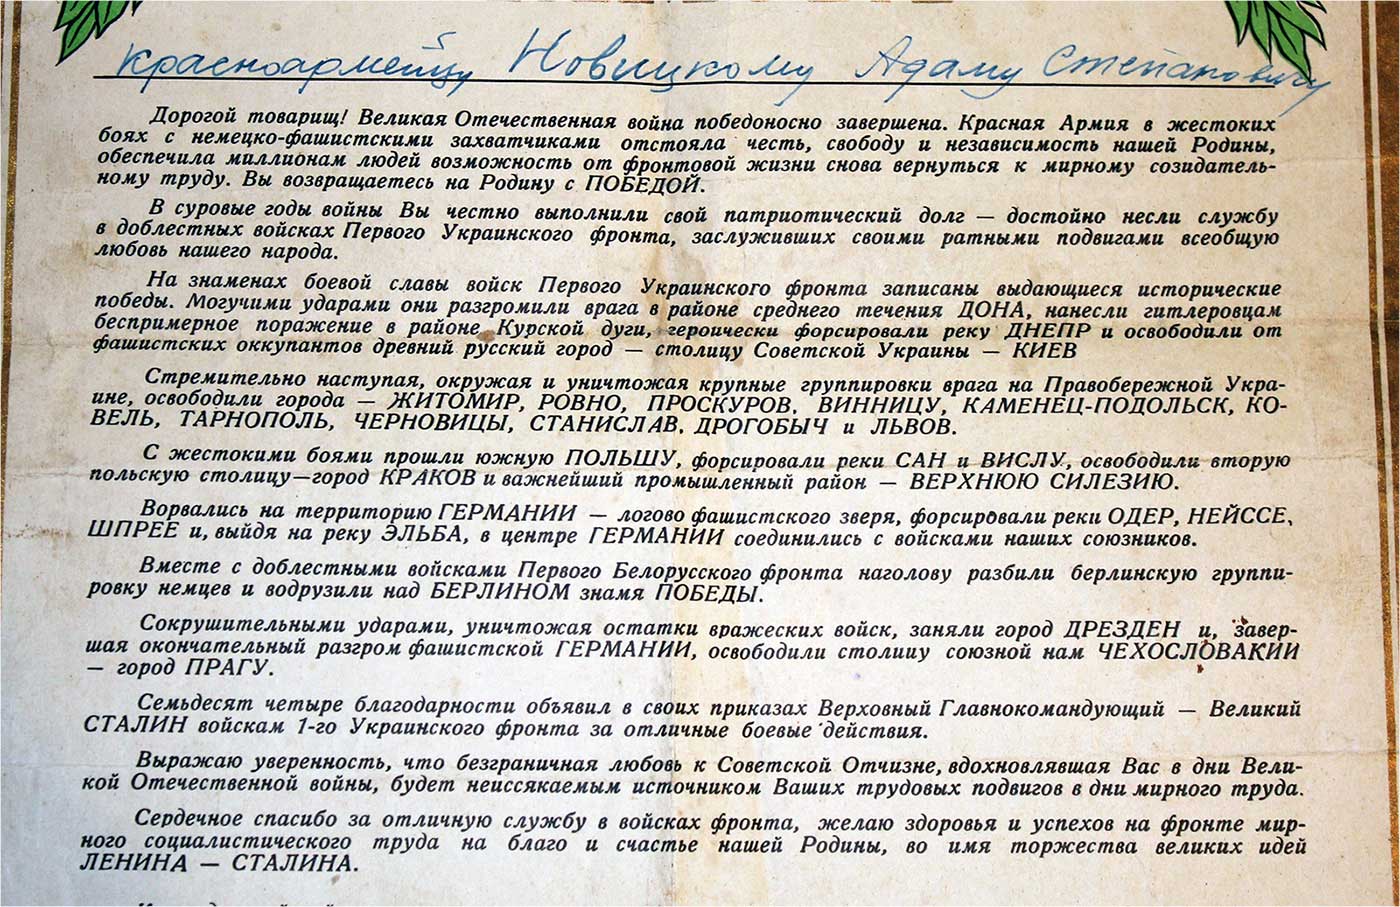 красноармейцу Новицкому Адаму Степановичу
Дорогой товарищ! Великая Отечественная война победоносно завершена. Красная Армия в жестоких
боях с немецко-фашистскими захватчиками отстояла честь, свободу и независимость нашей Родины,
обеспечила миллионам людей возможность от фронтовой жизни снова вернуться к мирному созидатель-
ному труду. Вы возвращаетесь на Родину с ПОБЕДОЙ.
В суровые годы войны Вы честно выполнили свой патриотический долг — достойно несли службу
в доблестных войсках Первого Украинского фронта, заслуживших своими ратными подвигами всеобщую
любовь нашего народа.
На знаменах боевой славы войск Первого Украинского фронта записаны выдающиеся исторические
победы. Могучими ударами они разгромили врага в районе среднего течения ДОНА, нанесли гитлеровцам
беспримерное поражение в районе Курской дуги, героически форсировали реку ДНЕПР и освободили от
фашистских оккупантов древний русский город — столицу Советской Украины — КИЕВ
Стремительно наступая, окружая и уничтожая крупные группировки врага на Правобережной Укра-
ине, освободили города — ЖИТОМИР, РОВНО, ПРОСКУРОВ, ВИННИЦУ, КАМЕНЕЦ-ПОДОЛЬСК, КО-
ВЕЛЬ, ТАРНОПОЛЬ, ЧЕРНОВИЦЫ, СТАНИСЛАВ, ДРОГОБЫЧ и ЛЬВОВ.
С жестокими боями прошли южную ПОЛЬШУ, форсировали реки САН и ВИСЛУ, освободили вторую
польскую столицу—город КРАКОВ и важнейший промышленный район — ВЕРХНЮЮ СИЛЕЗИЮ.
Ворвались на территорию ГЕРМАНИИ — логово фашистского зверя, форсировали реки ОДЕР, НЕЙССЕ,
ШПРЕЕ и, выйдя на реку ЭЛЬБА, в центре ГЕРМАНИИ соединились с войсками наших союзников.
Вместе с доблестными войсками Первого Белорусского фронта наголову разбили берлинскую группи-
ровку немцев и водрузили над БЕРЛИНОМ знамя ПОБЕДЫ.
Сокрушительными ударами, уничтожая остатки вражеских войск, заняли город ДРЕЗДЕН и, завер-
шая окончательный разгром фашистской ГЕРМАНИИ, освободили столицу союзной нам ЧЕХОСЛОВАКИИ
— город ПРАГУ.
Семьдесят четыре благодарности объявил в своих приказах Верховный Главнокомандующий — Великий
СТАЛИН войскам 1-го Украинского фронта за отличные боевые действия.
Выражаю уверенность, что безграничная любовь к Советской Отчизне, вдохновлявшая Вас в дни Вели-
кой Отечественной войны, будет неиссякаемым источником Ваших трудовых подвигов в дни мирного труда.
Сердечное спасибо за отличную службу в войсках фронта, желаю здоровья и успехов на фронте мир-
ного социалистического труда на благо и счастье нашей Родины, во имя торжества великих идей
ЛЕНИНА — СТАЛИНА.